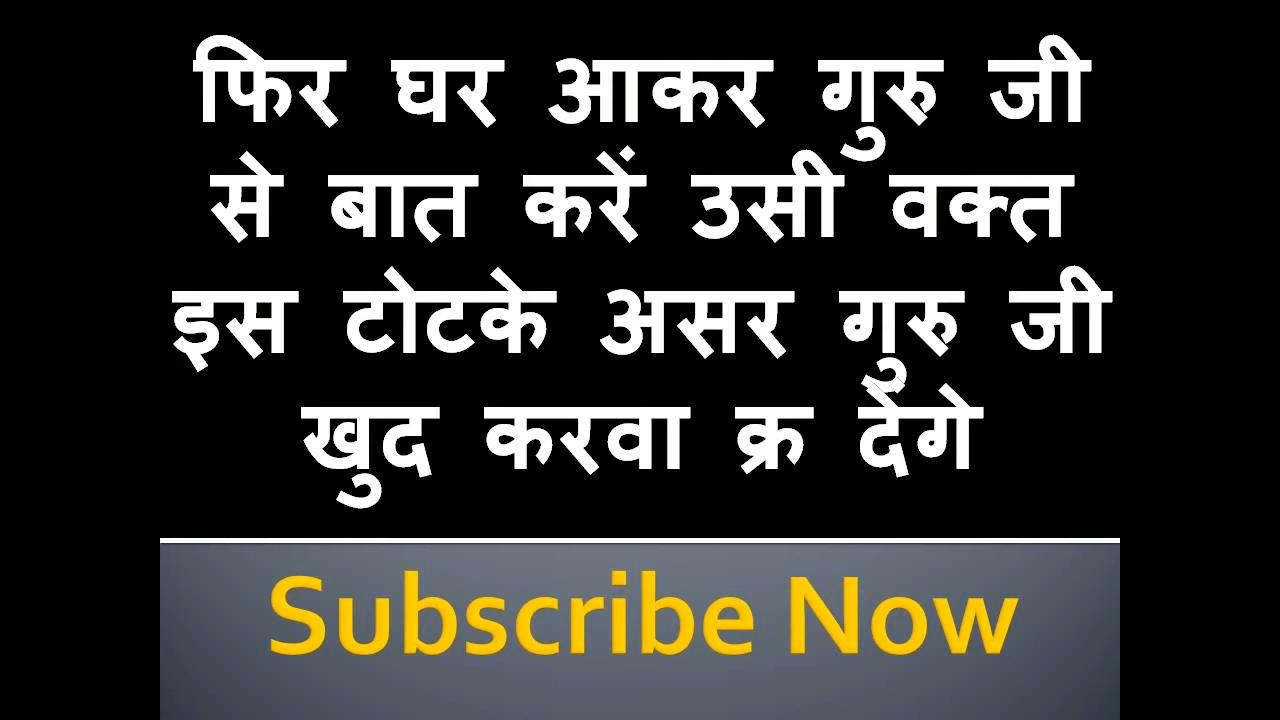 फिर घर आकर गुरु जी
से बात करें उसी वक्त
इस टोटके असर गुरु जी
खुद करवा क्र देंगे
Subscribe Now